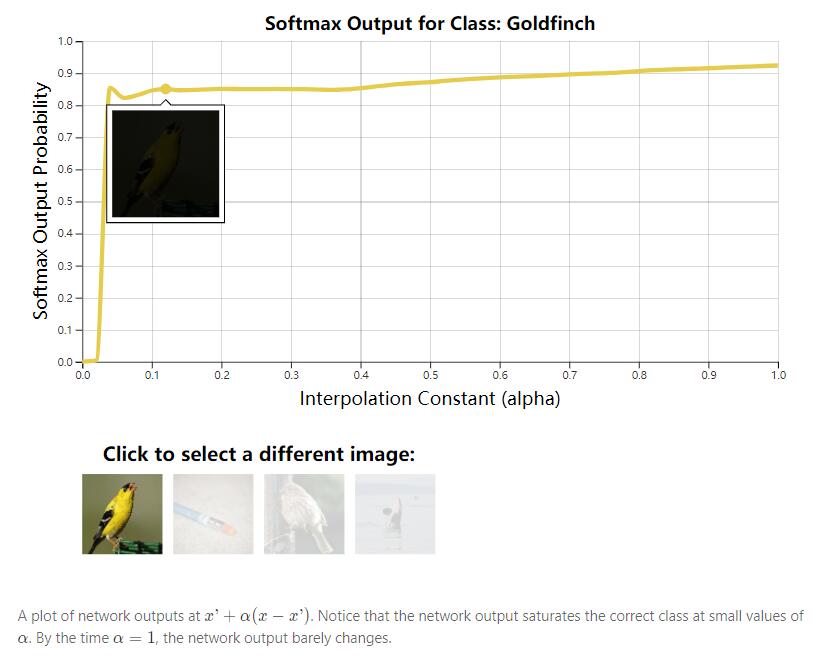 Softmax Output for Class: Goldfinch
Softmax Output Probability
1.0
0.9
0.8
0.7
0.6
0.5
0.4
0.3
0.2
0.1
0.0
0.0 0.1 0.2 0.3 0.4 0.5 0.6 0.7 0.8 0.9 1.0
Interpolation Constant (alpha)
Click to select a different image:
A plot of network outputs at x’ + α(x − x’). Notice that the network output saturates the correct class at small values of
α. By the time α = 1, the network output barely changes.